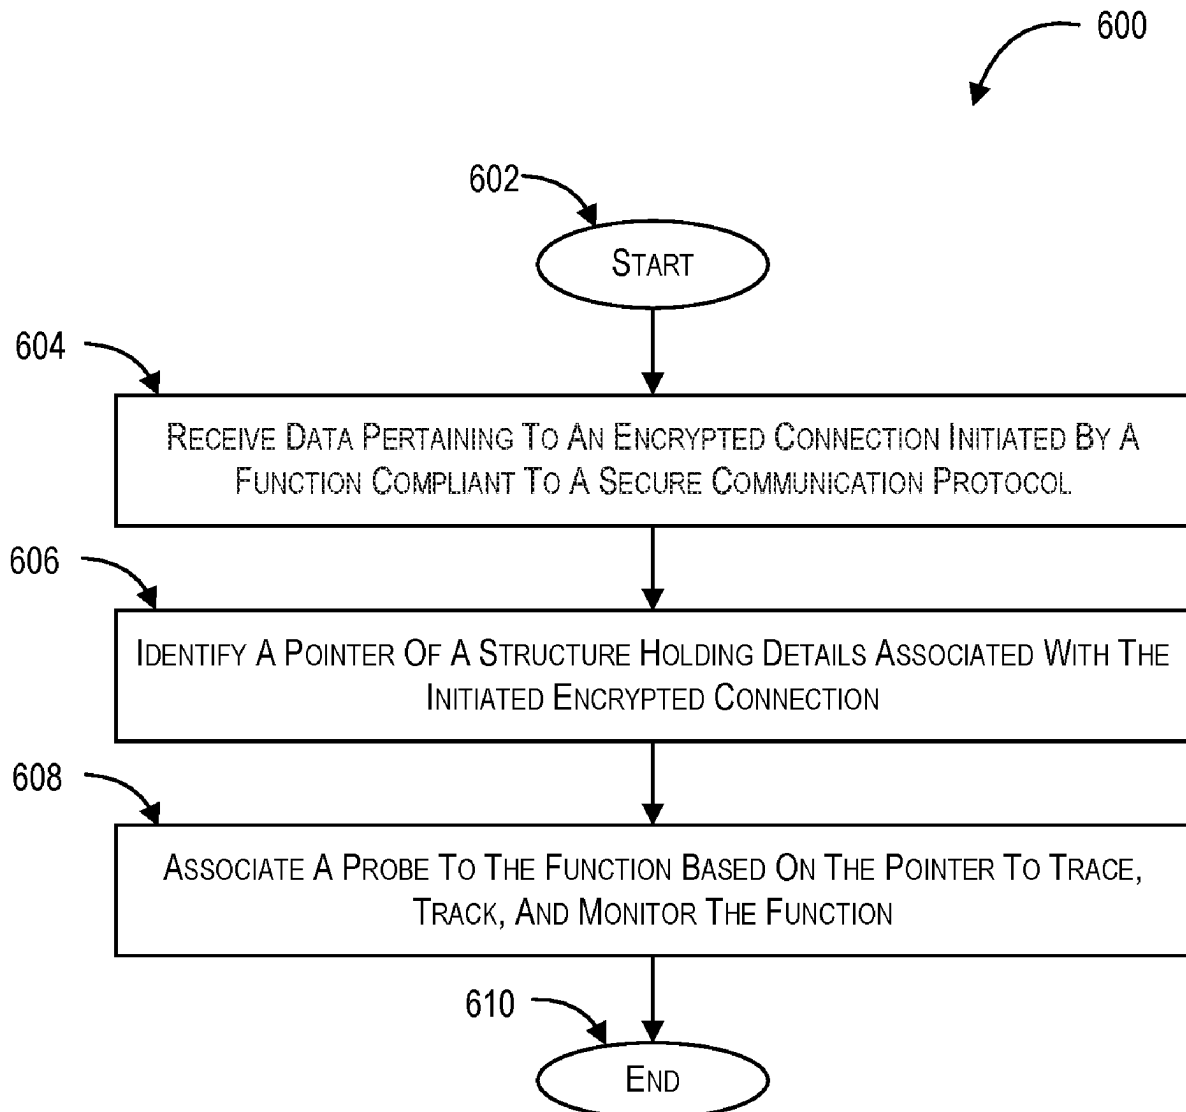 600
602
START
604
RECEIVE DATA PERTAINING TO AN ENCRYPTED CONNECTION INITIATED BY A
FUNCTION COMPLIANT TO A SECURE COMMUNICATION PROTOCOL.
606
IDENTIFY A POINTER OF A STRUCTURE HOLDING DETAILS ASSOCIATED WITH THE
INITIATED ENCRYPTED CONNECTION
608
ASSOCIATE A PROBE TO THE FUNCTION BASED ON THE POINTER TO TRACE,
TRACK, AND MONITOR THE FUNCTION
610
END